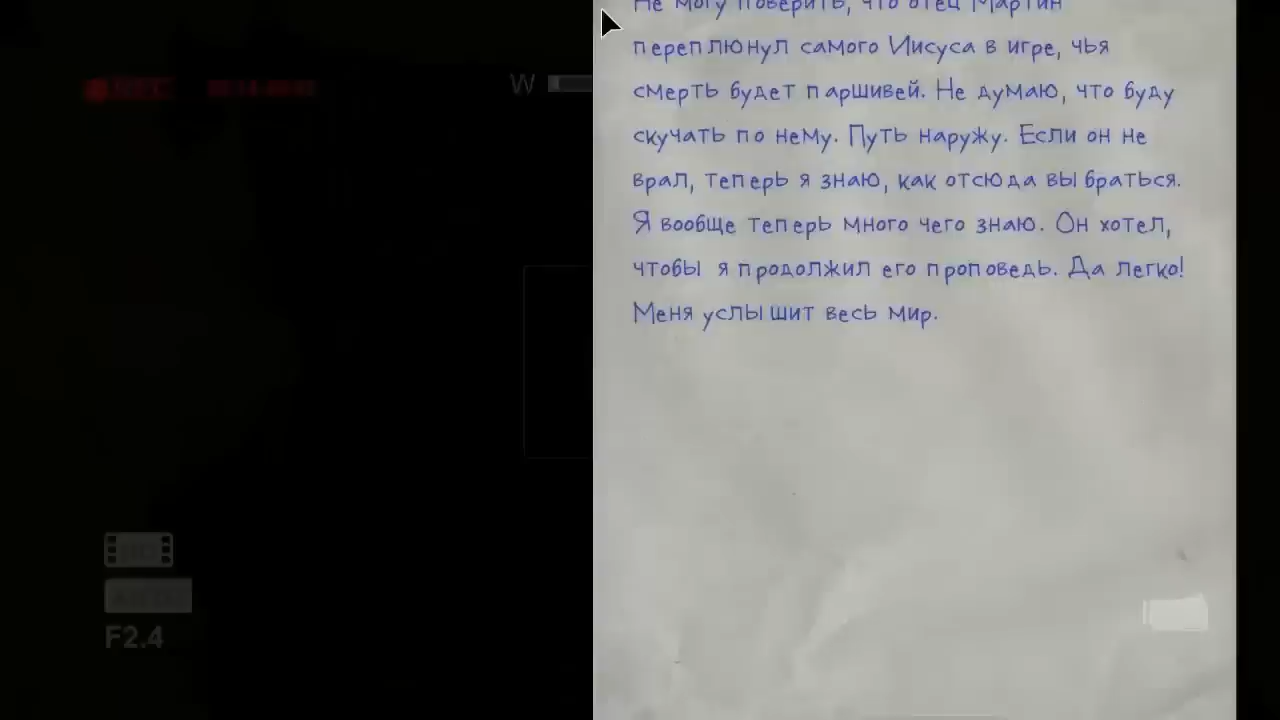 Не могу поверить, что отец Мартин
W
переплюнул самого Иисуса в игре, чья
смерть будет паршивей. Не думаю, что буду
скучать по нему. Путь наружу. Если он не
врал, теперь я знаю, как отсюда выбраться.
Я вообще теперь много чего знаю. Он хотел,
чтобы я продолжил его проповедь. Да легко!
Меня услышит весь мир.
F2.4